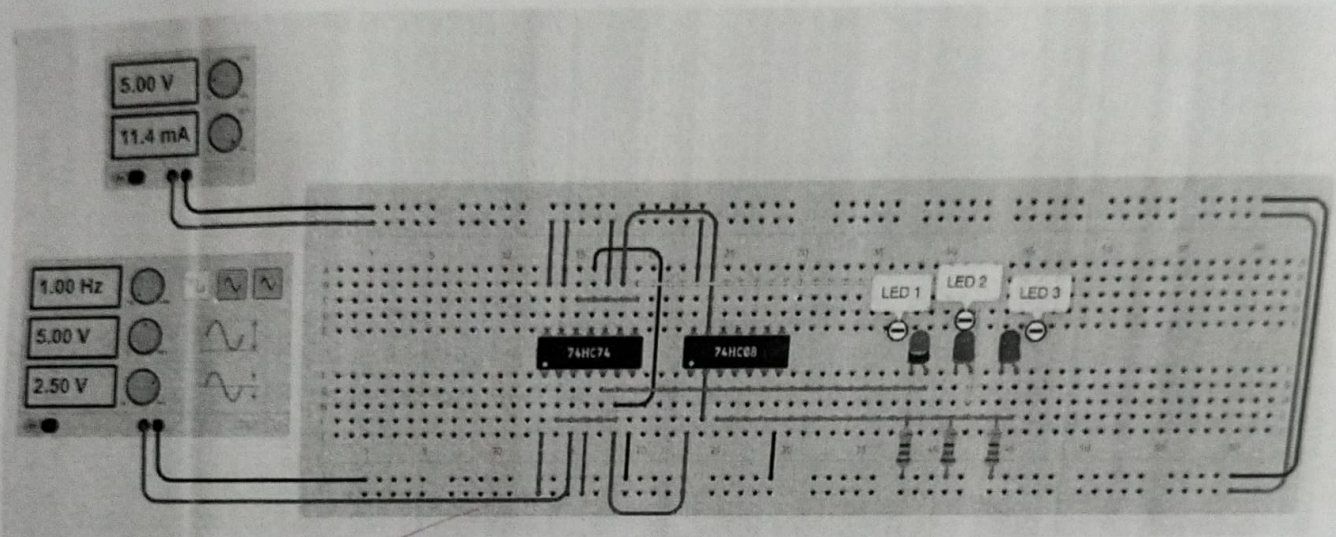 5.00 V
11.4 mA
1.00 Hz
5.00 V
2.50 V
LED 1
LED 2
LED 3
74HC74
74HC08